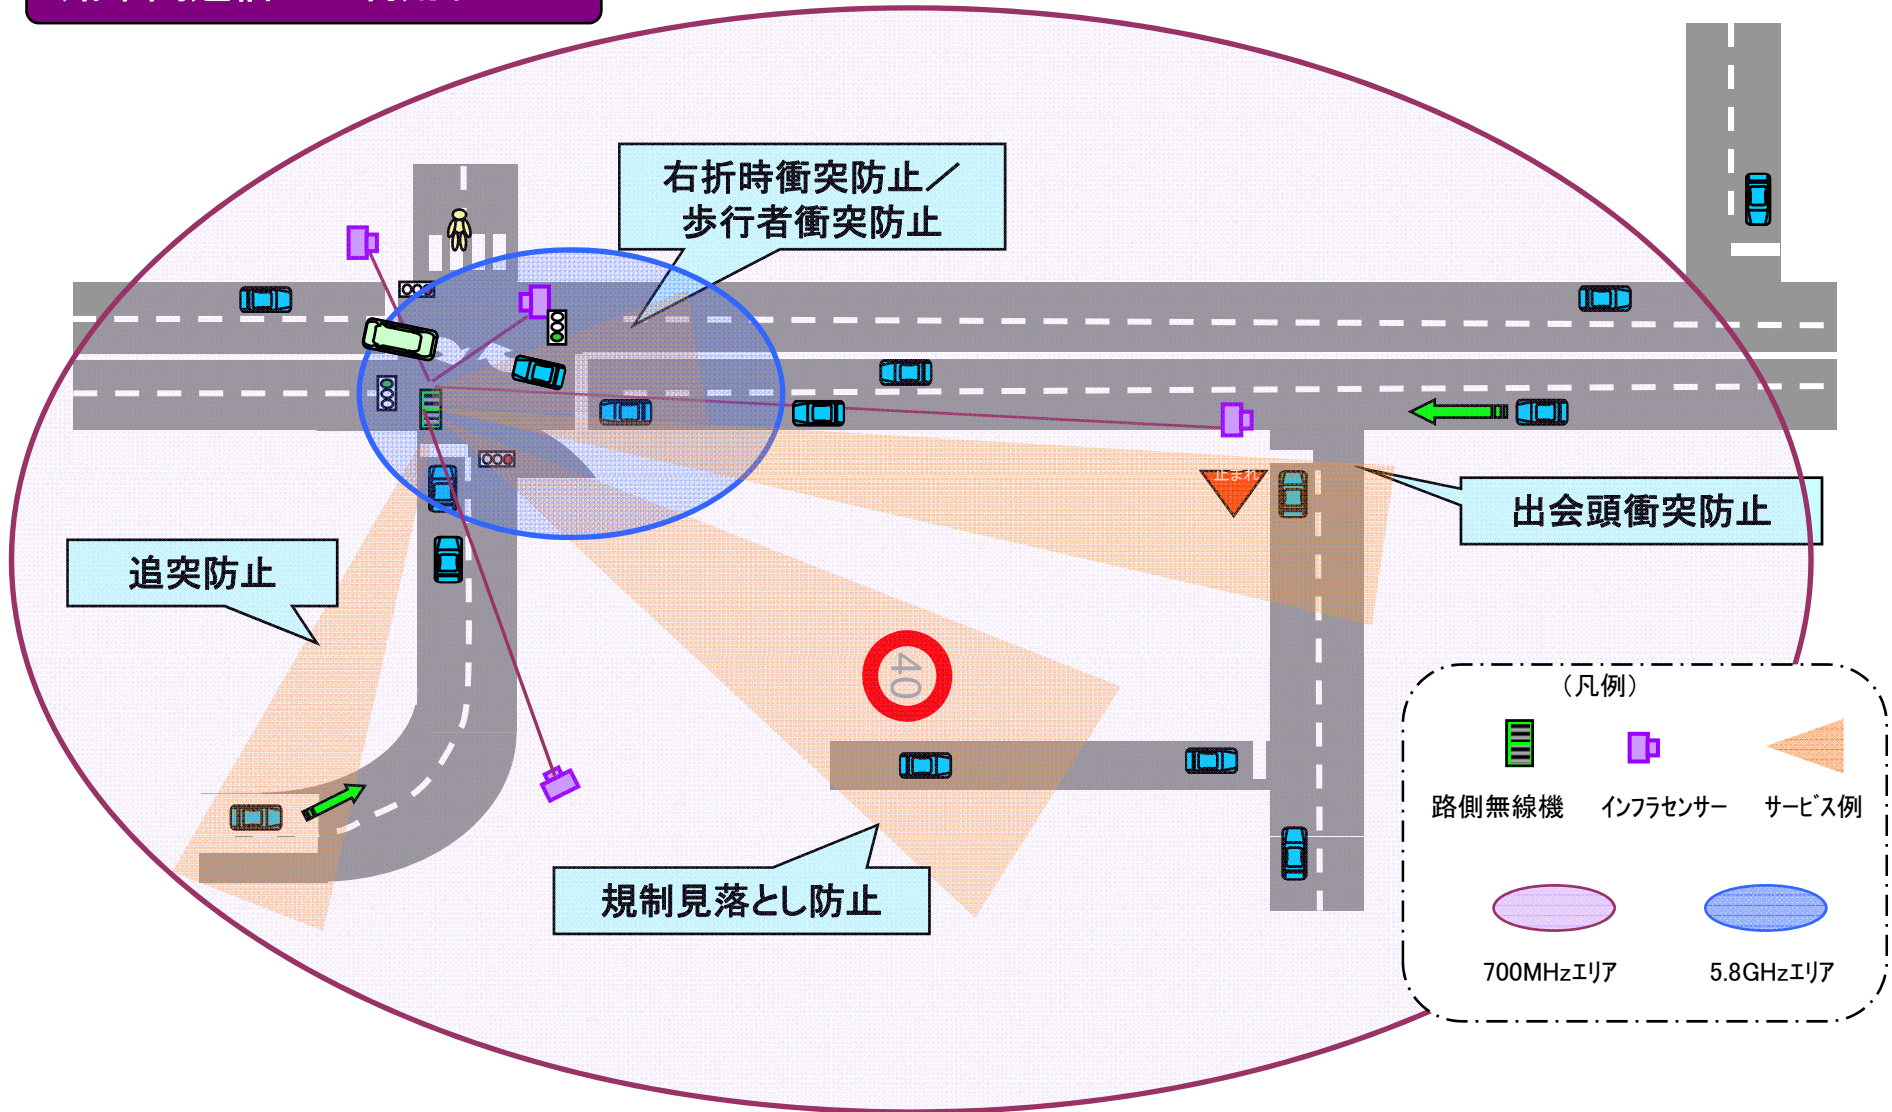 右折時衝突防止／
歩行者衝突防止
止まれ
出会頭衝突防止
追突防止
40
規制見落とし防止
（凡例）
路側無線機
インフラセンサー
サービス例
700MHzエリア
5.8GHzエリア